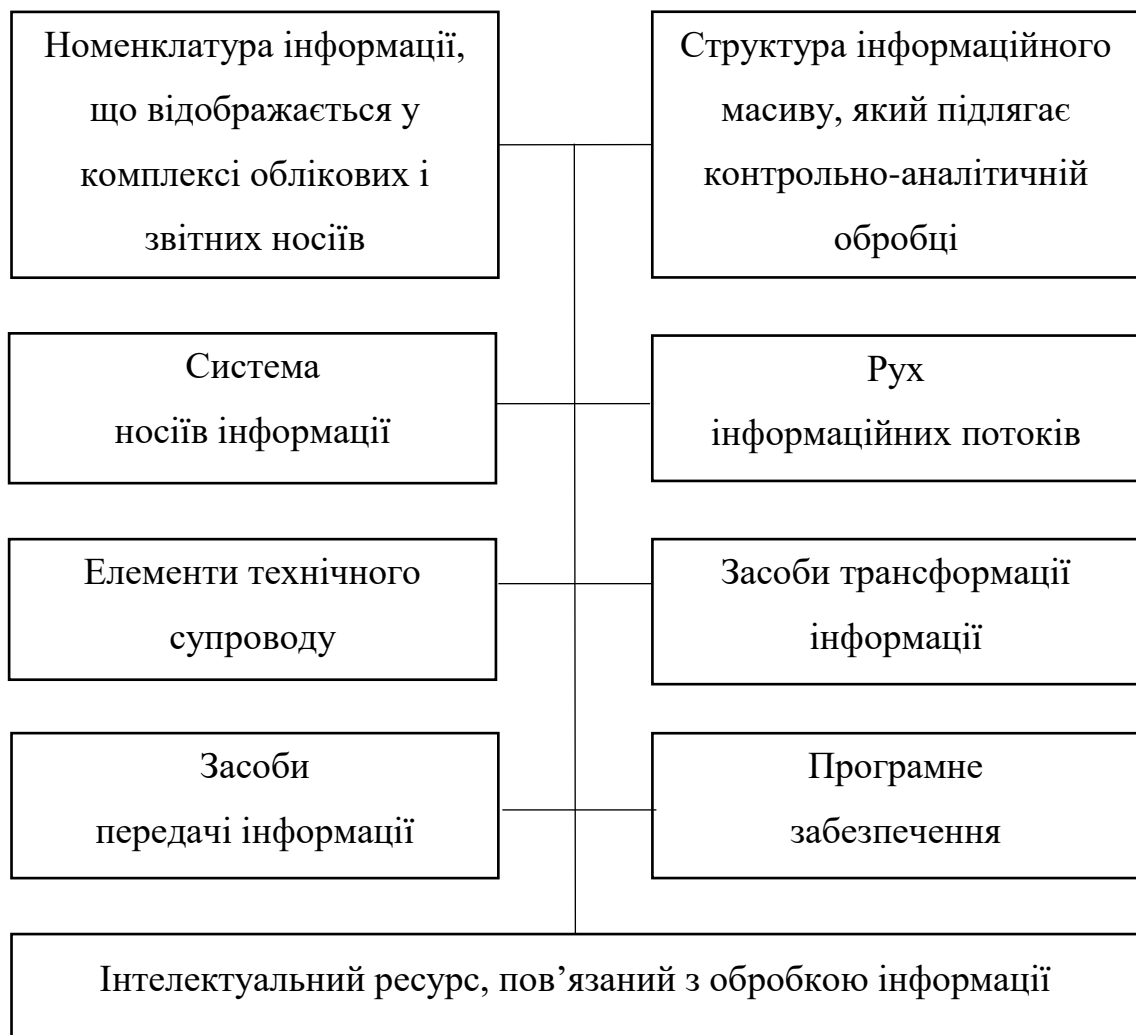 Номенклатура інформації,
що відображається у
комплексі облікових і
звітних носіїв
Структура інформаційного
масиву, який підлягає
контрольно-аналітичній
обробці
Система
носіїв інформації
Рух
інформаційних потоків
Елементи технічного
супроводу
Засоби трансформації
інформації
Засоби
передачі інформації
Програмне
забезпечення
Інтелектуальний ресурс, пов’язаний з обробкою інформації